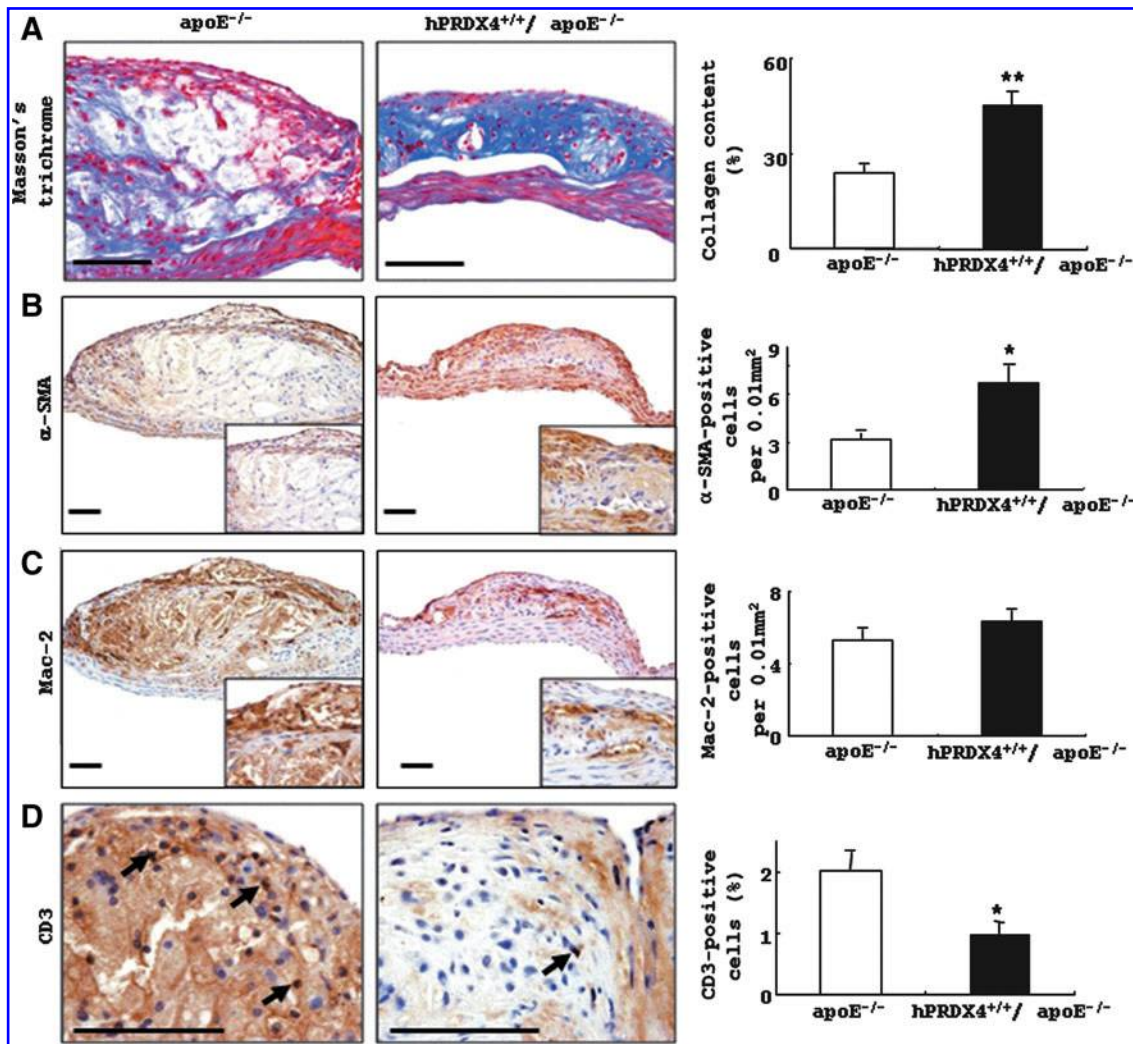 apoE⁻/⁻
hPRDX4⁺/⁺/ apoE⁻/⁻
A
Masson's
trichrome
Collagen content
(%)
60
30
0
**
apoE⁻/⁻
hPRDX4⁺/⁺/ apoE⁻/⁻
B
α-SMA
α-SMA-positive
cells
per 0.01mm²
9
6
3
0
*
apoE⁻/⁻
hPRDX4⁺/⁺/ apoE⁻/⁻
C
Mac-2
Mac-2-positive
cells
per 0.01mm²
8
4
0
apoE⁻/⁻
hPRDX4⁺/⁺/ apoE⁻/⁻
D
CD3
CD3-positive
cells (%)
2
1
0
*
apoE⁻/⁻
hPRDX4⁺/⁺/ apoE⁻/⁻